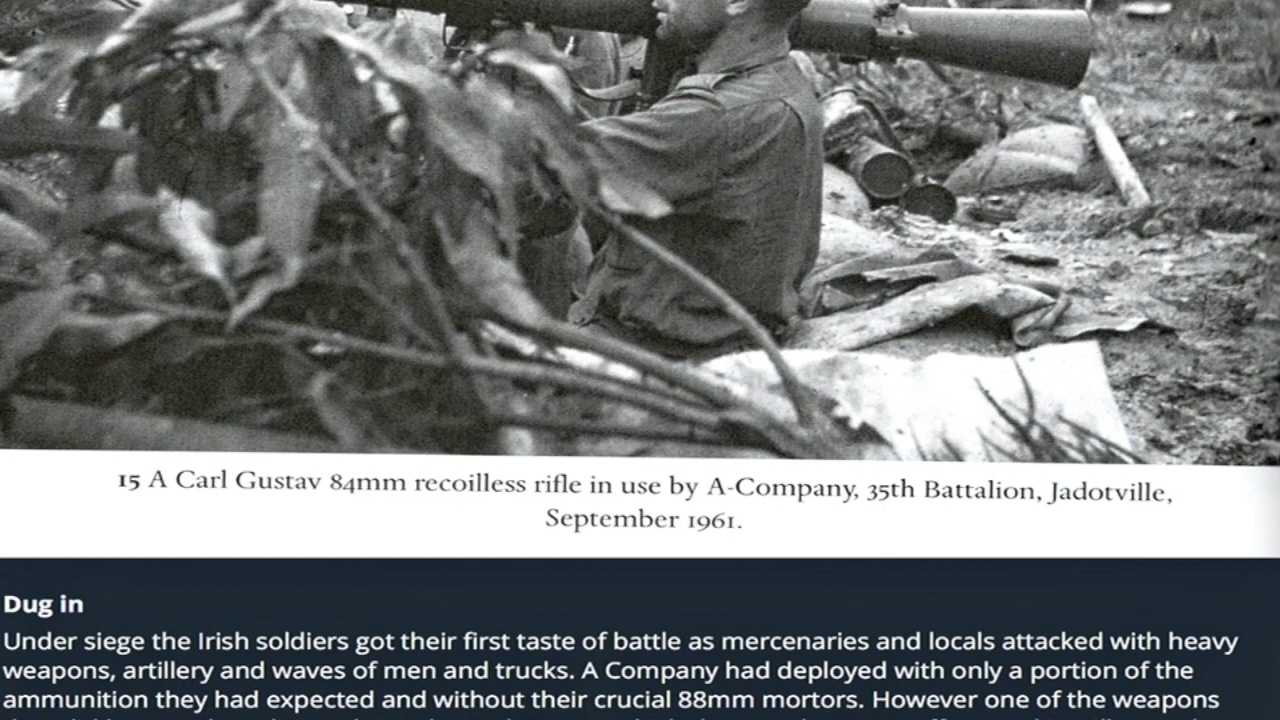 15 A Carl Gustav 84mm recoilless rifle in use by A-Company, 35th Battalion, Jadotville,
September 1961.
Dug in
Under siege the Irish soldiers got their first taste of battle as mercenaries and locals attacked with heavy
weapons, artillery and waves of men and trucks. A Company had deployed with only a portion of the
ammunition they had expected and without their crucial 88mm mortors. However one of the weapons